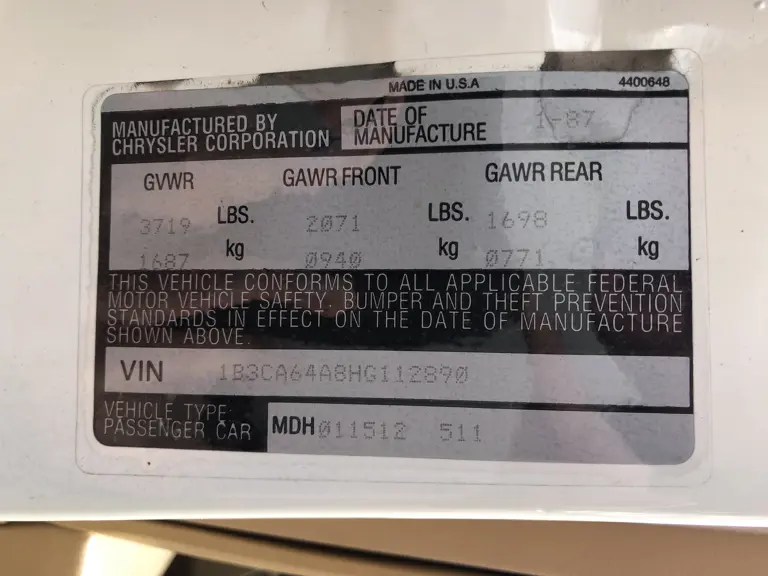 MADE IN U.S.A 4400648
MANUFACTURED BY
CHRYSLER CORPORATION
DATE OF
MANUFACTURE 1-87
GVWR GAWR FRONT GAWR REAR
3719 LBS. 2071 LBS. 1698 LBS.
1687 kg 0940 kg 0771 kg
THIS VEHICLE CONFORMS TO ALL APPLICABLE FEDERAL
MOTOR VEHICLE SAFETY, BUMPER AND THEFT PREVENTION
STANDARDS IN EFFECT ON THE DATE OF MANUFACTURE
SHOWN ABOVE.
VIN 1B3CA64A8HG112890
VEHICLE TYPE:
PASSENGER CAR
MDH 011512 511